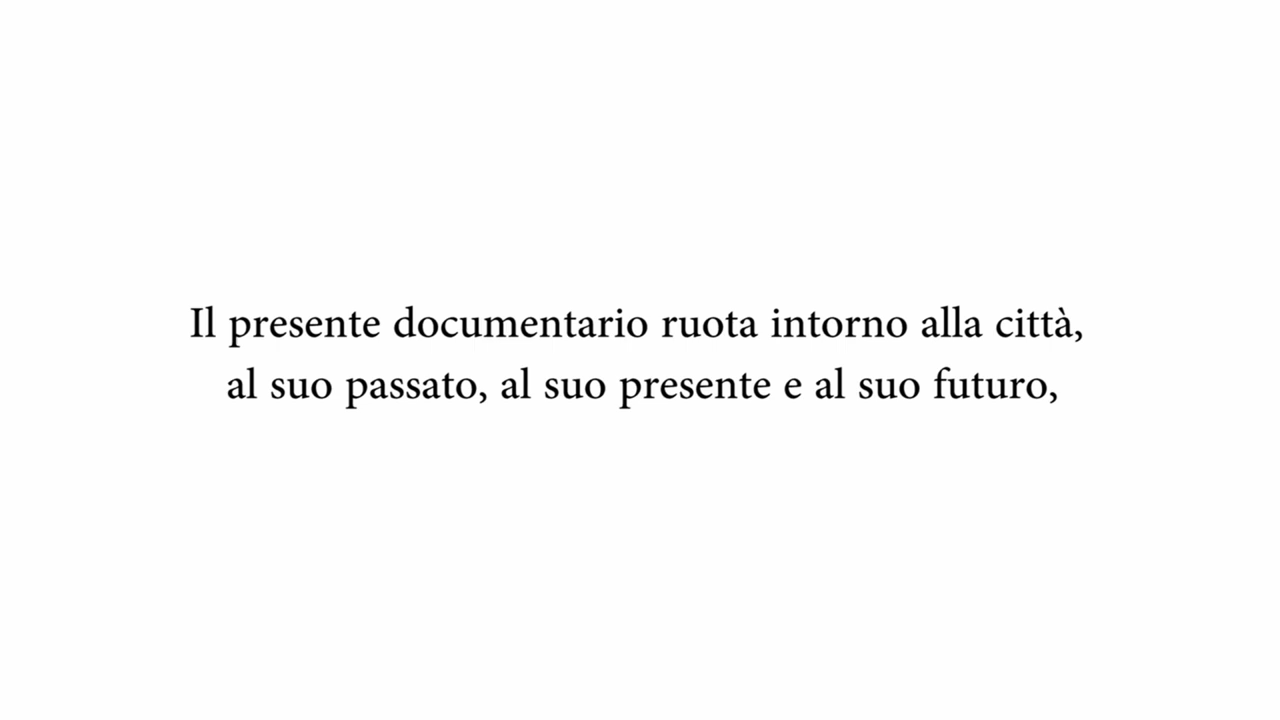 Il presente documentario ruota intorno alla città,
al suo passato, al suo presente e al suo futuro,